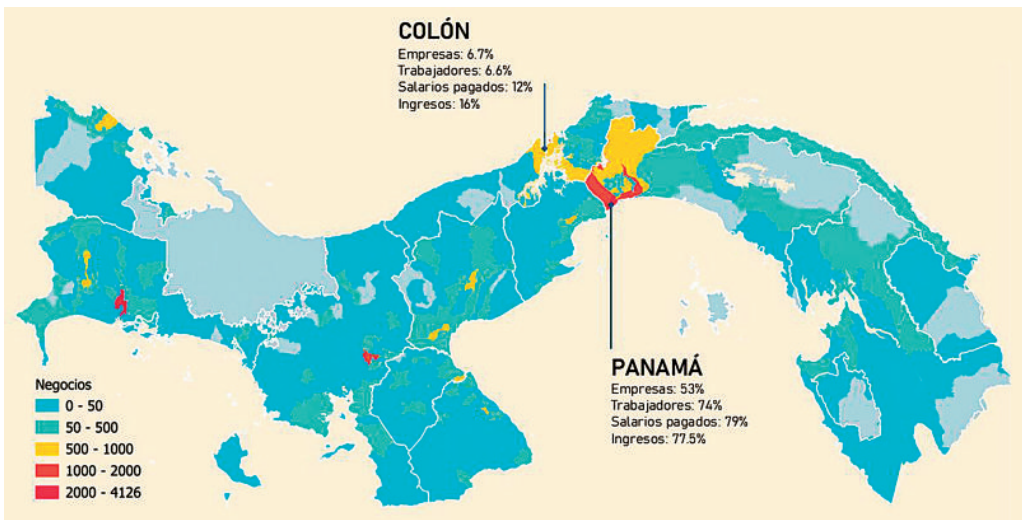 COLÓN
Empresas: 6.7%
Trabajadores: 6.6%
Salarios pagados: 12%
Ingresos: 16%
PANAMÁ
Empresas: 53%
Trabajadores: 74%
Salarios pagados: 79%
Ingresos: 77.5%
Negocios
0 - 50
50 - 500
500 - 1000
1000 - 2000
2000 - 4126